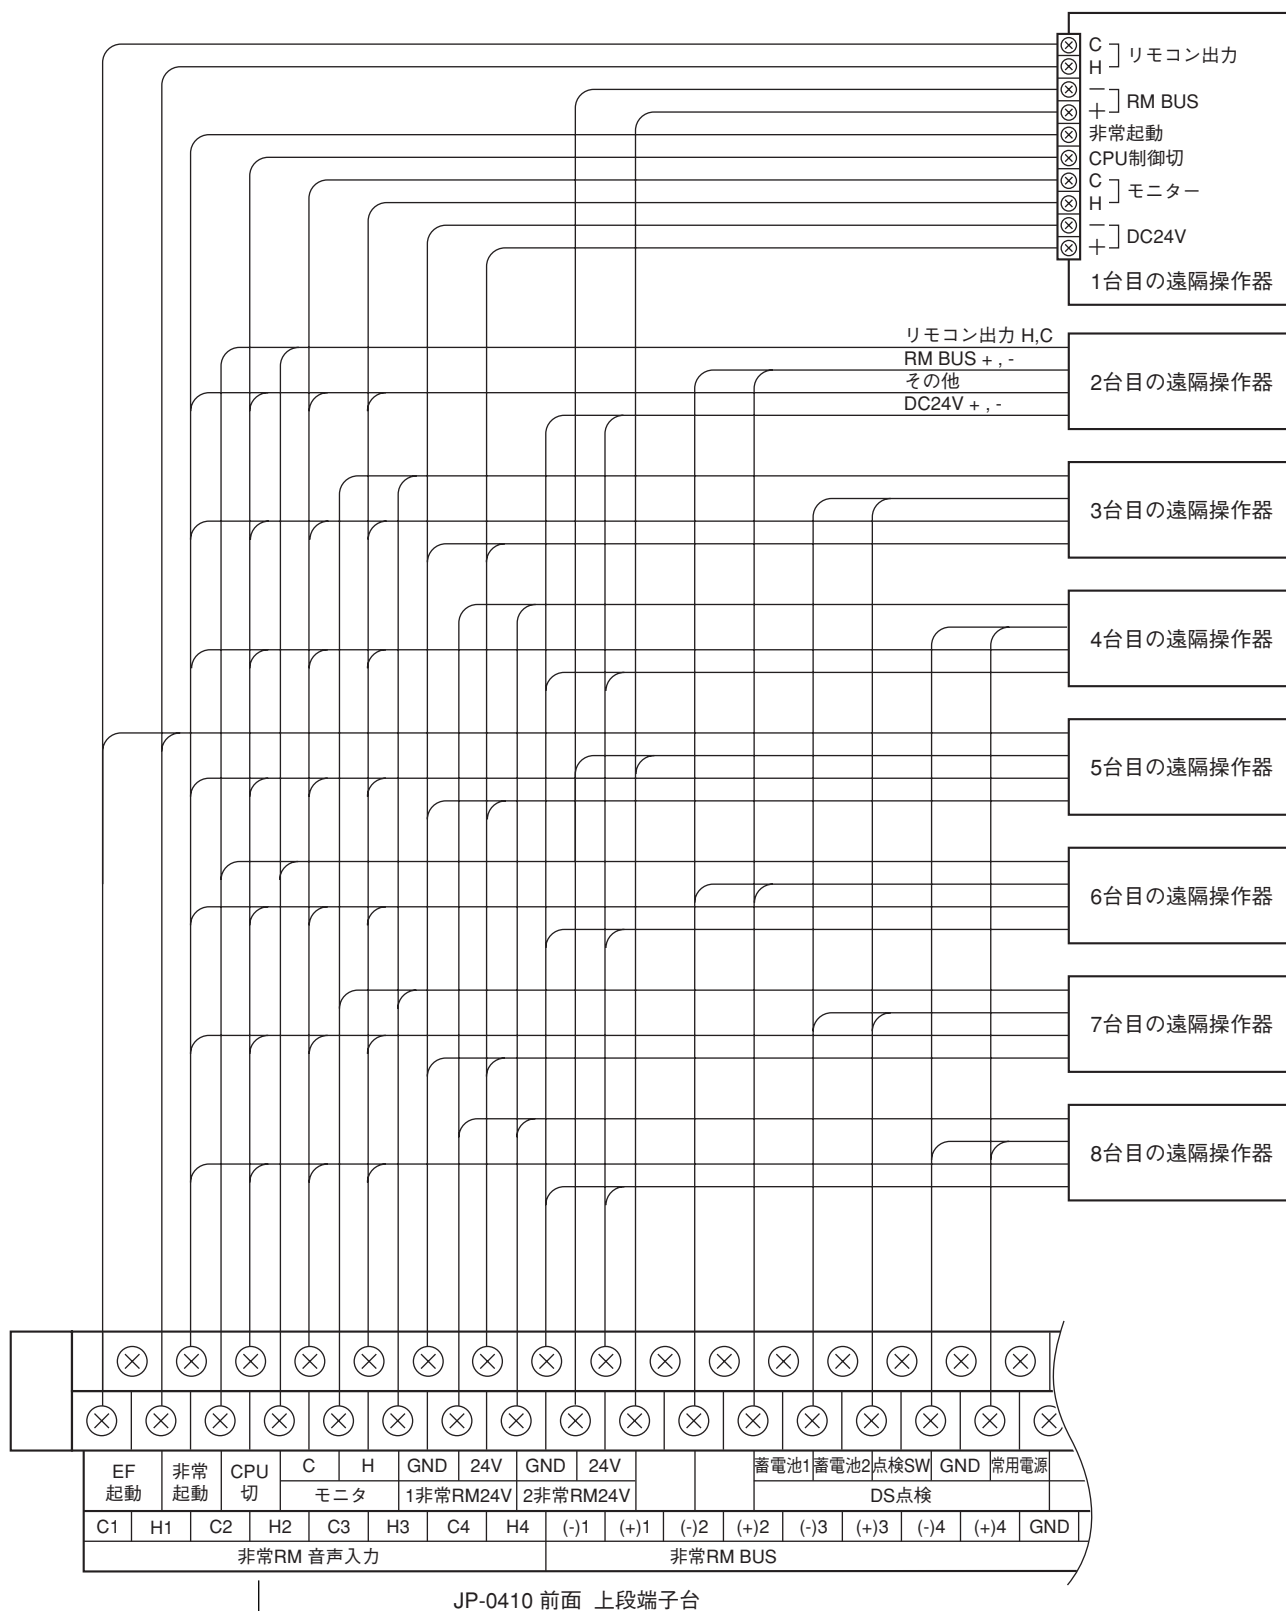 C
H
リモコン出力
−
+
RM BUS
非常起動
CPU制御切
C
H
モニター
−
+
DC24V
1台目の遠隔操作器
リモコン出力 H,C
RM BUS + , -
その他
DC24V + , -
2台目の遠隔操作器
3台目の遠隔操作器
4台目の遠隔操作器
5台目の遠隔操作器
6台目の遠隔操作器
7台目の遠隔操作器
8台目の遠隔操作器
EF
起動
非常
起動
CPU
切
C H GND 24V GND 24V 蓄電池1 蓄電池2 点検SW GND 常用電源
モニタ 1非常RM24V 2非常RM24V DS点検
C1 H1 C2 H2 C3 H3 C4 H4 (-)1 (+)1 (-)2 (+)2 (-)3 (+)3 (-)4 (+)4 GND
非常RM 音声入力 非常RM BUS
JP-0410 前面 上段端子台